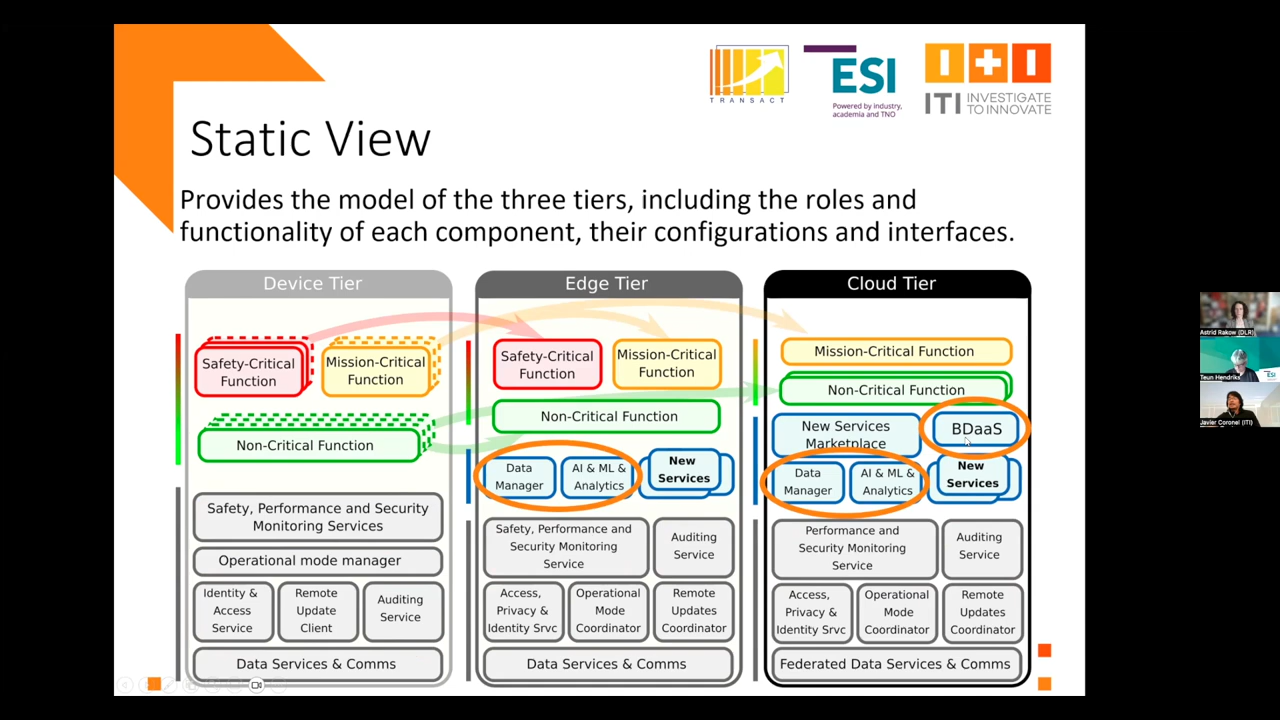 TRANSACT
ESI
Powered by industry,
academia and TNO
ITI INVESTIGATE
TO INNOVATE
Static View
Provides the model of the three tiers, including the roles and
functionality of each component, their configurations and interfaces.
Device Tier
Safety-Critical
Function
Mission-Critical
Function
Non-Critical Function
Safety, Performance and Security
Monitoring Services
Operational mode manager
Identity &
Access
Service
Remote
Update
Client
Auditing
Service
Data Services & Comms
Edge Tier
Safety-Critical
Function
Mission-Critical
Function
Non-Critical Function
Data
Manager
AI & ML &
Analytics
New
Services
Safety, Performance and
Security Monitoring
Service
Auditing
Service
Access,
Privacy &
Identity Srvc
Operational
Mode
Coordinator
Remote
Updates
Coordinator
Data Services & Comms
Cloud Tier
Mission-Critical Function
Non-Critical Function
New Services
Marketplace
BDaaS
Data
Manager
AI & ML &
Analytics
New
Services
Performance and
Security Monitoring
Service
Auditing
Service
Access,
Privacy &
Identity Srvc
Operational
Mode
Coordinator
Remote
Updates
Coordinator
Federated Data Services & Comms
Astrid Rakow (DLR)
Teun Hendriks
ESI
Javier Coronel (ITI)